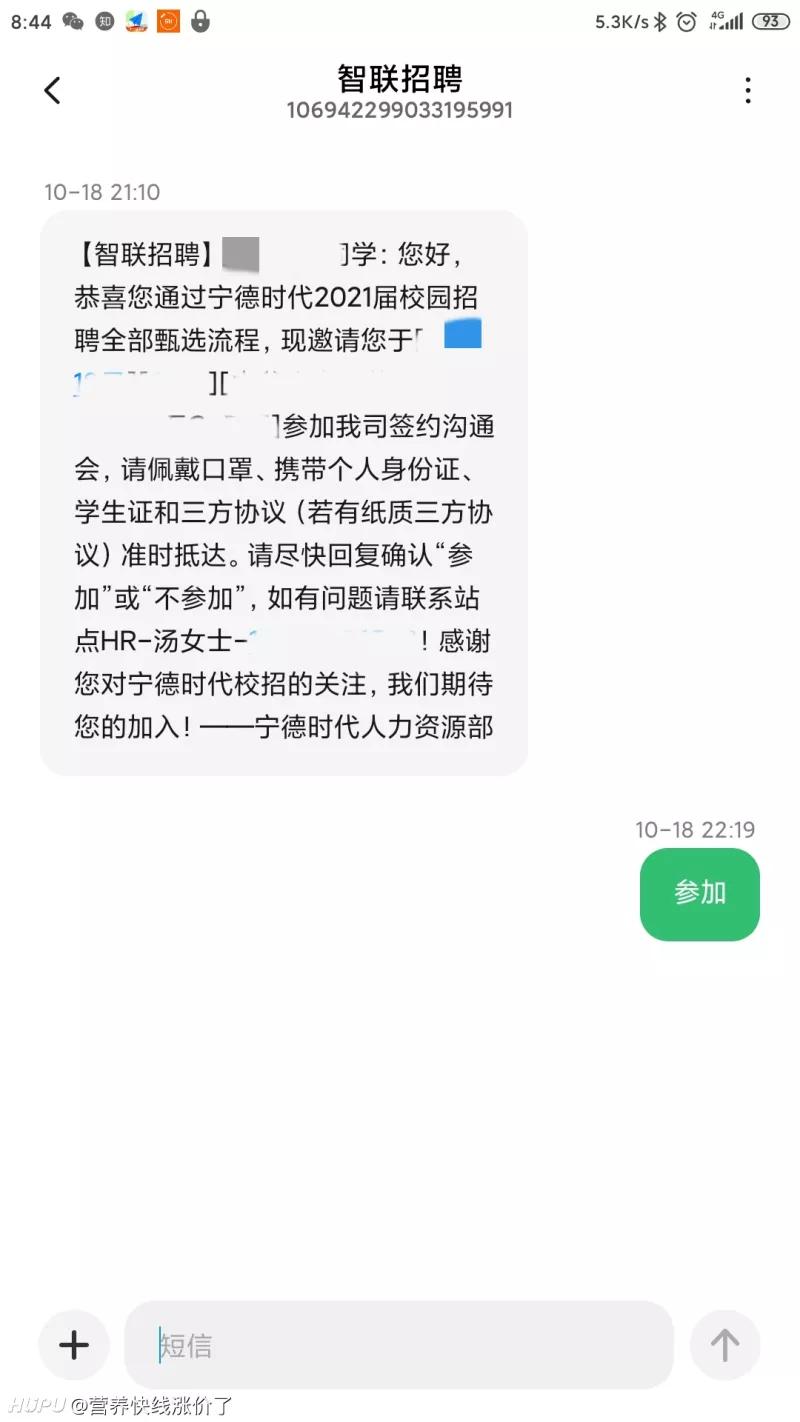 8:44
5.3K/s 4G 93
智联招聘
106942299033195991
10-18 21:10
【智联招聘】 学：您好，
恭喜您通过宁德时代2021届校园招
聘全部甄选流程，现邀请您于[
][
]参加我司签约沟通
会，请佩戴口罩、携带个人身份证、
学生证和三方协议（若有纸质三方协
议）准时抵达。请尽快回复确认“参
加”或“不参加”，如有问题请联系站
点HR-汤女士-！感谢
您对宁德时代校招的关注，我们期待
您的加入！——宁德时代人力资源部
10-18 22:19
参加
短信
HUPU @营养快线涨价了